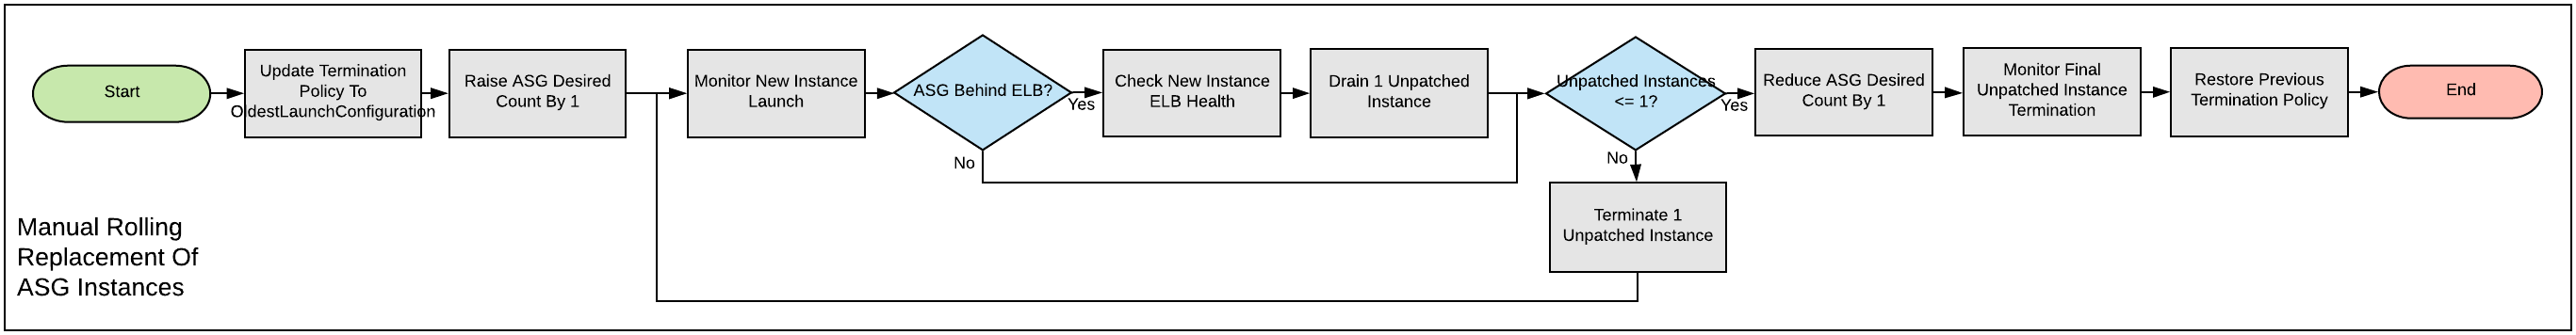 Start
Update Termination
Policy To
OldestLaunchConfiguration
Raise ASG Desired
Count By 1
Monitor New Instance
Launch
ASG Behind ELB?
Yes
No
Check New Instance
ELB Health
Drain 1 Unpatched
Instance
Unpatched Instances
<= 1?
Yes
No
Terminate 1
Unpatched Instance
Reduce ASG Desired
Count By 1
Monitor Final
Unpatched Instance
Termination
Restore Previous
Termination Policy
End
Manual Rolling
Replacement Of
ASG Instances